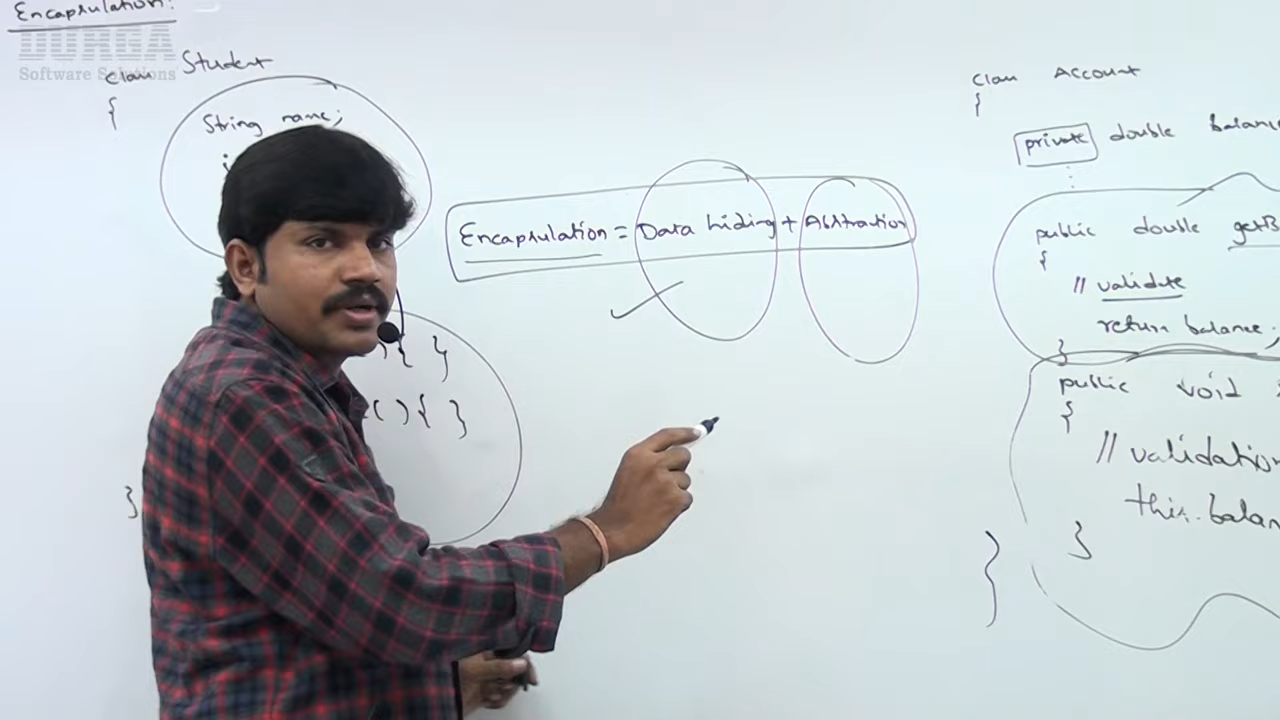 Encapsulation:
DURGA
Software Solutions
class Student
{
String name;
i
) { }
( ) { }
}
Encapsulation = Data hiding + Abstraction
class Account
{
private double balance
public double getB
{
// validate
return balance;
}
public void
{
// validation
this.balan
}
}